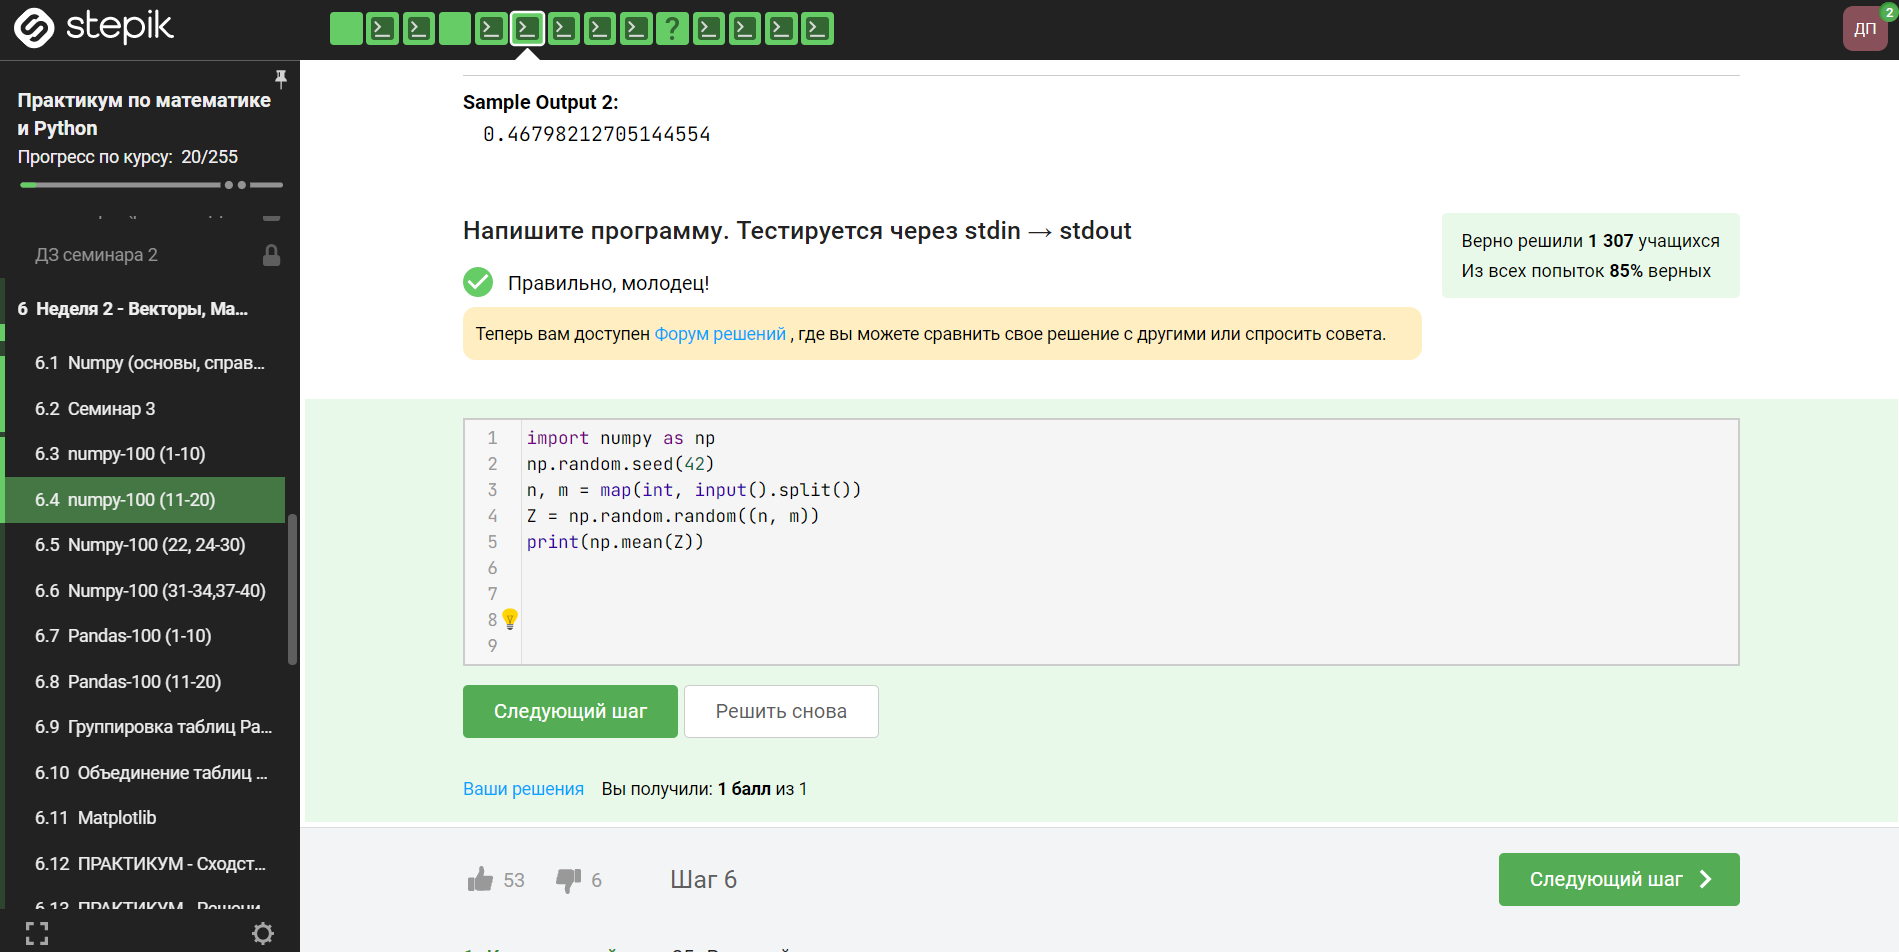 stepik
?
ДП
2
Практикум по математике
и Python
Прогресс по курсу: 20/255
ДЗ семинара 2
6 Неделя 2 - Векторы, Ма...
6.1 Numpy (основы, справ...
6.2 Семинар 3
6.3 numpy-100 (1-10)
6.4 numpy-100 (11-20)
6.5 Numpy-100 (22, 24-30)
6.6 Numpy-100 (31-34,37-40)
6.7 Pandas-100 (1-10)
6.8 Pandas-100 (11-20)
6.9 Группировка таблиц Pa...
6.10 Объединение таблиц ...
6.11 Matplotlib
6.12 ПРАКТИКУМ - Сходст...
6.13 ПРАКТИКУМ - Решени...
Sample Output 2:
0.46798212705144554
Напишите программу. Тестируется через stdin → stdout
Верно решили 1 307 учащихся
Из всех попыток 85% верных
Правильно, молодец!
Теперь вам доступен Форум решений , где вы можете сравнить свое решение с другими или спросить совета.
1 import numpy as np
2 np.random.seed(42)
3 n, m = map(int, input().split())
4 Z = np.random.random((n, m))
5 print(np.mean(Z))
6
7
8
9
Следующий шаг
Решить снова
Ваши решения Вы получили: 1 балл из 1
53 6 Шаг 6
Следующий шаг